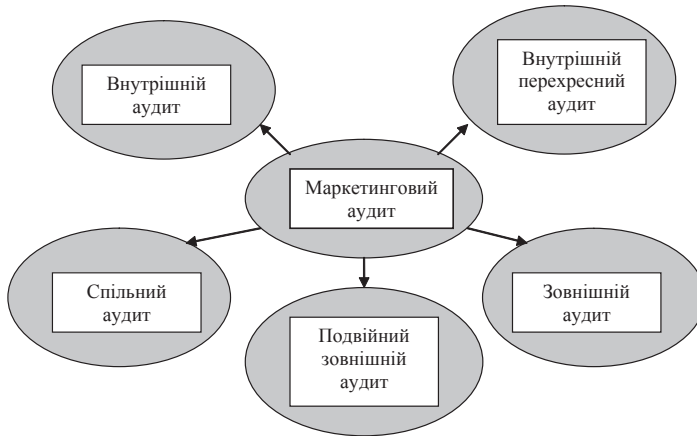 Внутрішній
аудит
Внутрішній
перехресний
аудит
Маркетинговий
аудит
Спільний
аудит
Подвійний
зовнішній
аудит
Зовнішній
аудит